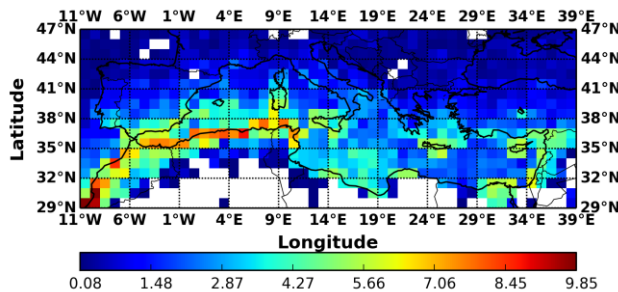 11°W 6°W 1°W 4°E 9°E 14°E 19°E 24°E 29°E 34°E 39°E
47°N 47°N
44°N 44°N
41°N 41°N
38°N 38°N
35°N 35°N
32°N 32°N
29°N 29°N
11°W 6°W 1°W 4°E 9°E 14°E 19°E 24°E 29°E 34°E 39°E
Latitude
Longitude
0.08 1.48 2.87 4.27 5.66 7.06 8.45 9.85